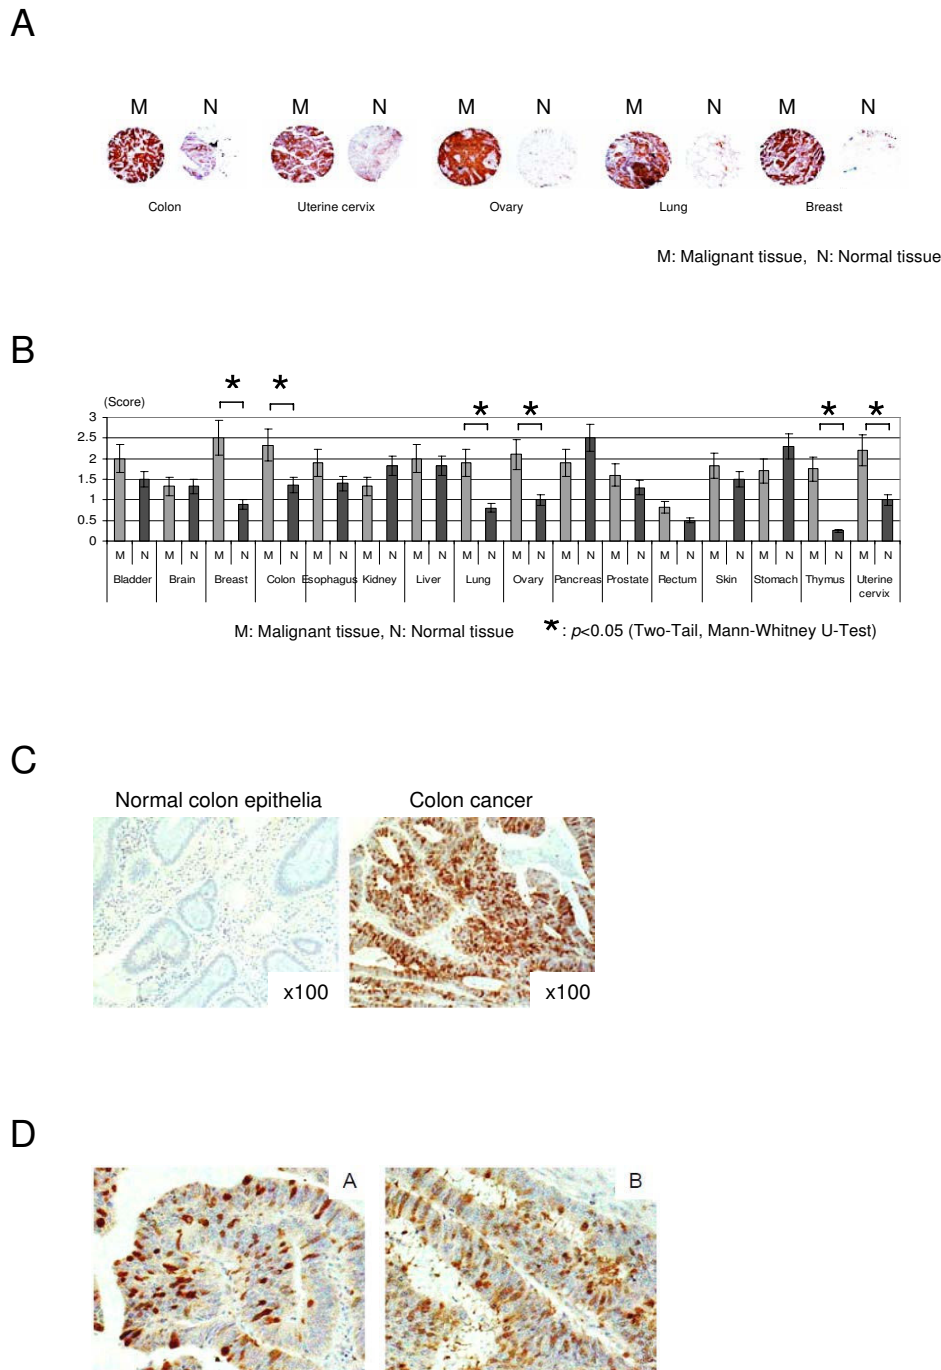 A
M N M N M N M N M N
Colon Uterine cervix Ovary Lung Breast
M: Malignant tissue, N: Normal tissue
B
(Score)
3
2.5
2
1.5
1
0.5
0
M N M N M N M N M N M N M N M N M N M N M N M N M N M N M N M N
Bladder Brain Breast Colon Esophagus Kidney Liver Lung Ovary Pancreas Prostate Rectum Skin Stomach Thymus Uterine
cervix
M: Malignant tissue, N: Normal tissue *: p<0.05 (Two-Tail, Mann-Whitney U-Test)
C
Normal colon epithelia Colon cancer
x100 x100
D
A B